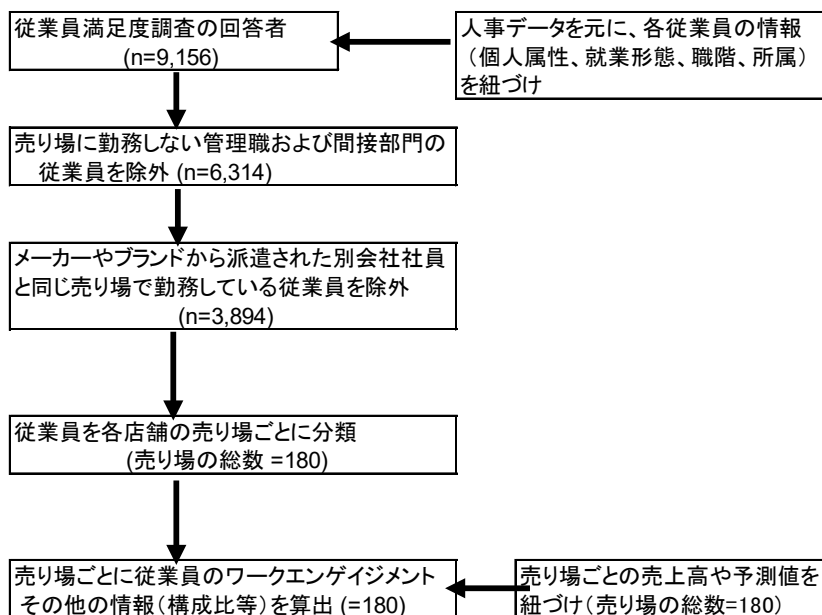 従業員満足度調査の回答者
(n=9,156)
人事データを元に、各従業員の情報
（個人属性、就業形態、職階、所属）
を紐づけ
売り場に勤務しない管理職および間接部門の
従業員を除外 (n=6,314)
メーカーやブランドから派遣された別会社社員
と同じ売り場で勤務している従業員を除外
(n=3,894)
従業員を各店舗の売り場ごとに分類
(売り場の総数 =180)
売り場ごとに従業員のワークエンゲイジメント
その他の情報（構成比等）を算出 (=180)
売り場ごとの売上高や予測値を
紐づけ（売り場の総数=180）